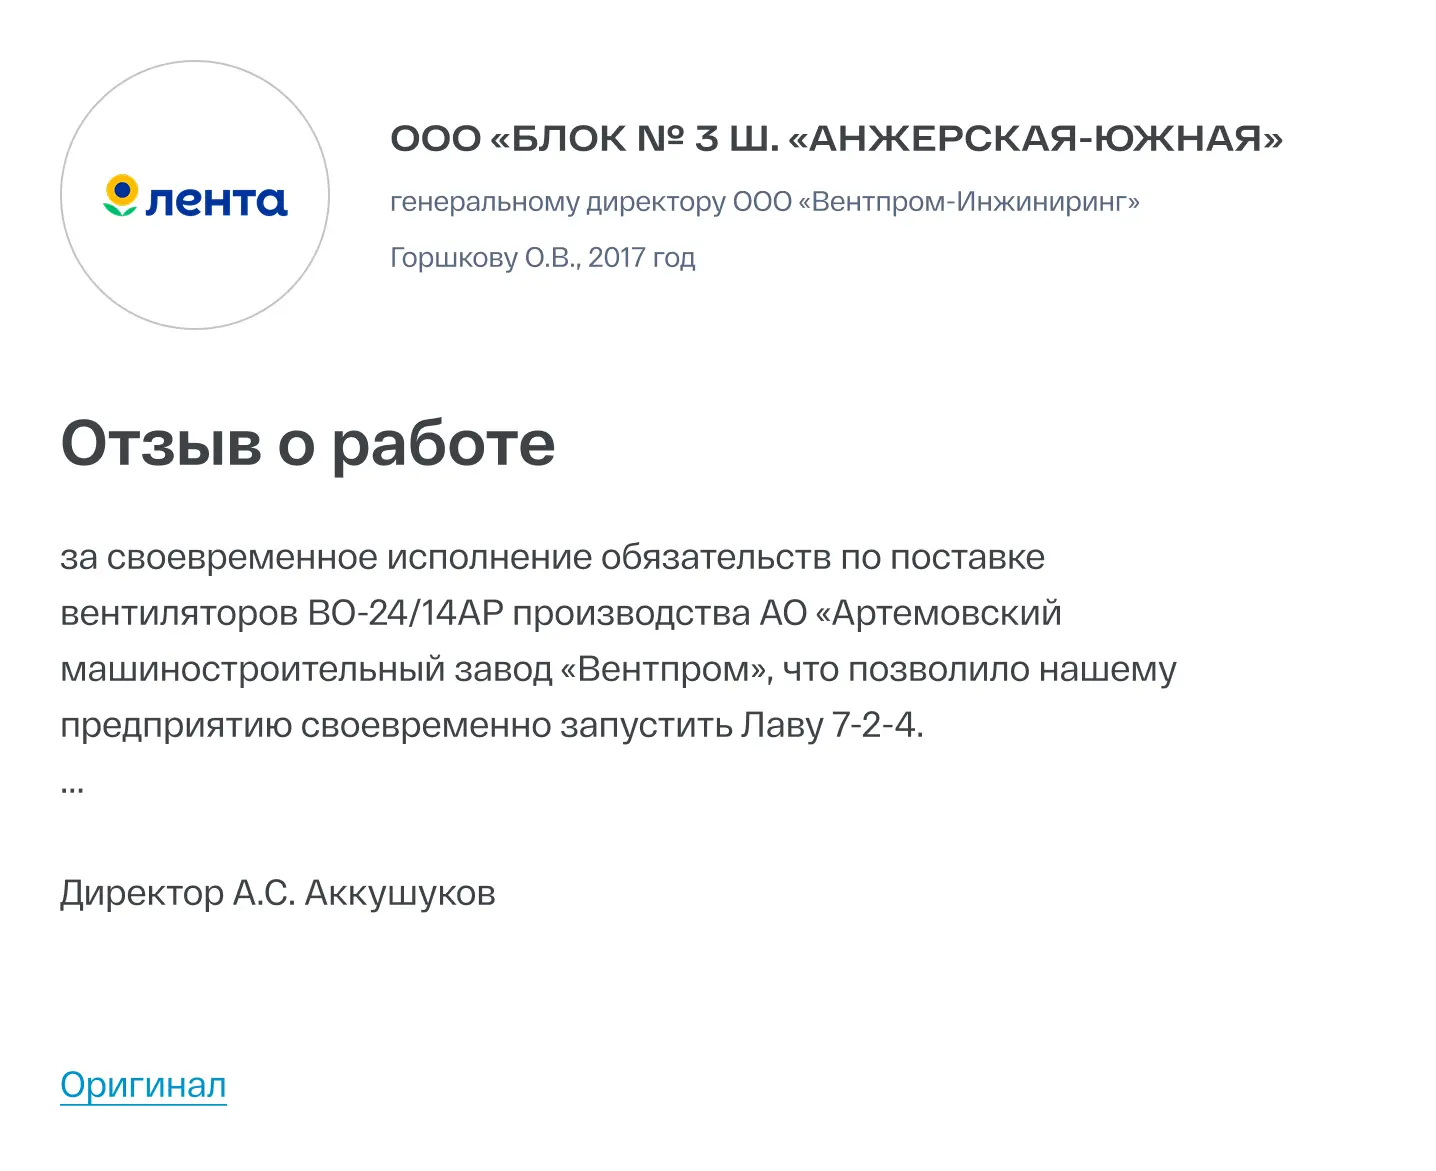 лента
ООО «БЛОК № 3 Ш. «АНЖЕРСКАЯ-ЮЖНАЯ»
генеральному директору ООО «Вентпром-Инжиниринг»
Горшкову О.В., 2017 год
Отзыв о работе
за своевременное исполнение обязательств по поставке
вентиляторов ВО-24/14АР производства АО «Артемовский
машиностроительный завод «Вентпром», что позволило нашему
предприятию своевременно запустить Лаву 7-2-4.
...
Директор А.С. Аккушуков
Оригинал